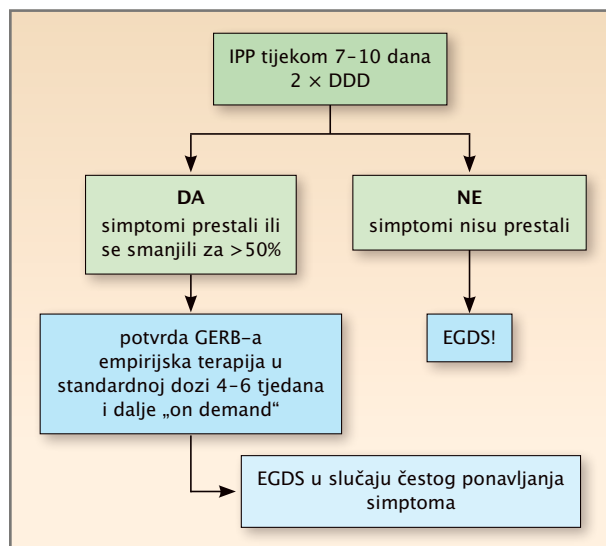 IPP tijekom 7–10 dana
2 × DDD
DA
simptomi prestali ili
se smanjili za >50%
NE
simptomi nisu prestali
potvrda GERB–a
empirijska terapija u
standardnoj dozi 4–6 tjedana
i dalje „on demand“
EGDS!
EGDS u slučaju čestog ponavljanja
simptoma